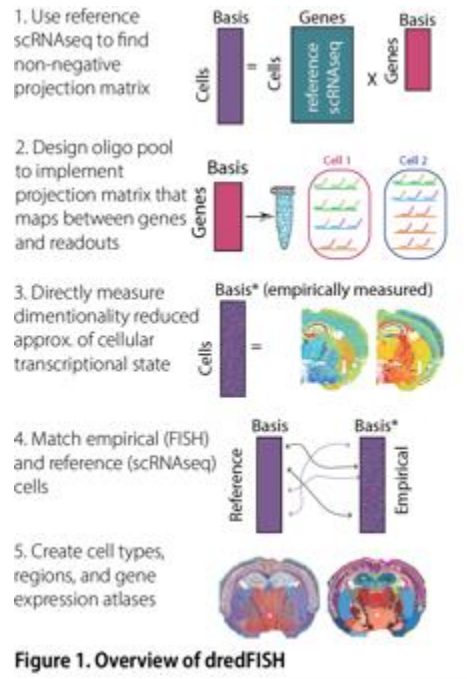 1. Use reference
scRNAseq to find
non-negative
projection matrix
Basis
Cells
=
Genes
Cells
reference
scRNAseq
x
Basis
Genes
2. Design oligo pool
to implement
projection matrix that
maps between genes
and readouts
Basis
Genes
Cell 1
Cell 2
3. Directly measure
dimentionality reduced
approx. of cellular
transcriptional state
Basis* (empirically measured)
Cells
=
4. Match empirical (FISH)
and reference (scRNAseq)
cells
Basis
Reference
Basis*
Empirical
5. Create cell types,
regions, and gene
expression atlases
Figure 1. Overview of dredFISH